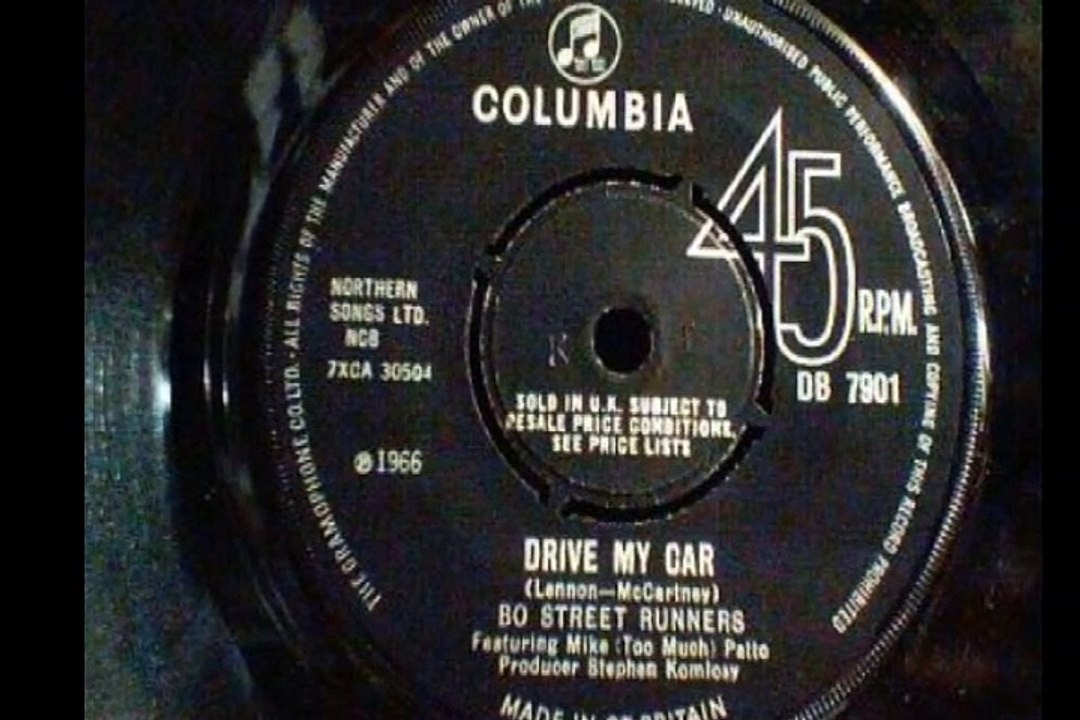 THE GRAMOPHONE CO. LTD. · ALL RIGHTS OF THE MANUFACTURER AND OF THE OWNER OF THE
RESERVED · UNAUTHORISED PUBLIC PERFORMANCE BROADCASTING AND COPYING OF THIS RECORD PROHIBITED
COLUMBIA
45
R.P.M.
DB 7901
NORTHERN
SONGS LTD.
NCB
7XCA 30504
℗1966
K T
SOLD IN U.K. SUBJECT TO
RESALE PRICE CONDITIONS,
SEE PRICE LISTS
DRIVE MY CAR
(Lennon—McCartney)
BO STREET RUNNERS
Featuring Mike (Too Much) Patto
Producer Stephen Komlosy
MADE IN GT. BRITAIN